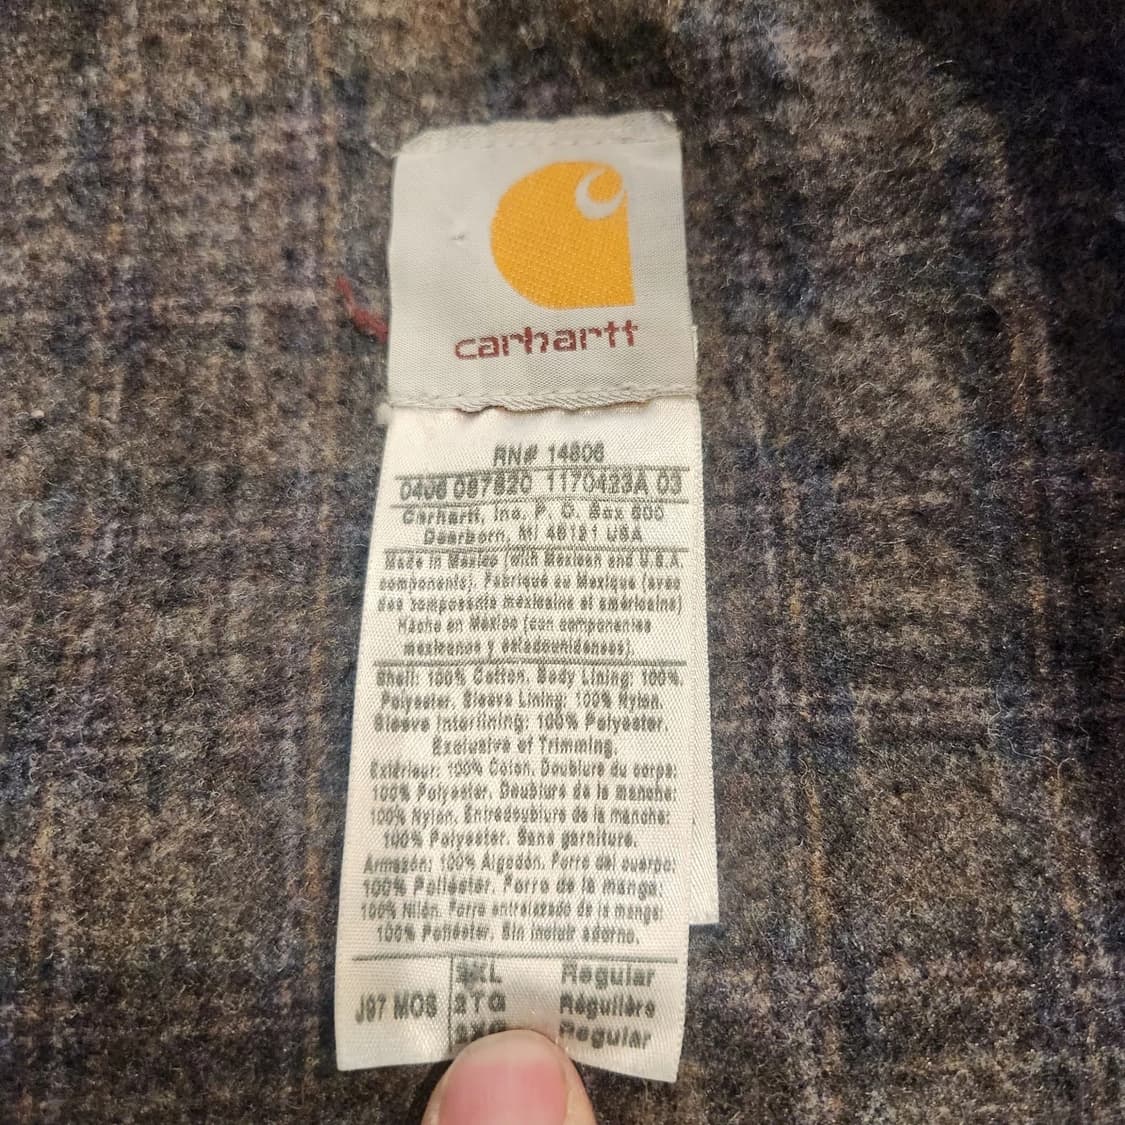 carhartt
RN# 14806
0406 097820 1170423A 03
Carhartt, Inc. P. O. Box 600
Dearborn, MI 48121 USA
Made in Mexico (with Mexican and U.S.A.
components). Fabriqué au Mexique (avec
des composants mexicains et américains)
Hecho en México (con componentes
mexicanos y estadounidenses).
Shell: 100% Cotton. Body Lining: 100%
Polyester. Sleeve Lining: 100% Nylon.
Sleeve Interlining: 100% Polyester.
Exclusive of Trimming.
Extérieur: 100% Coton. Doublure du corps:
100% Polyester. Doublure de la manche:
100% Nylon. Entredoublure de la manche:
100% Polyester. Sans garniture.
Armazón: 100% Algodón. Forro del cuerpo:
100% Poliéster. Forro de la manga:
100% Nilón. Forro entrelazado de la manga:
100% Poliéster. Sin incluir adorno.
Regular
J97 MOS Régulière
Regular